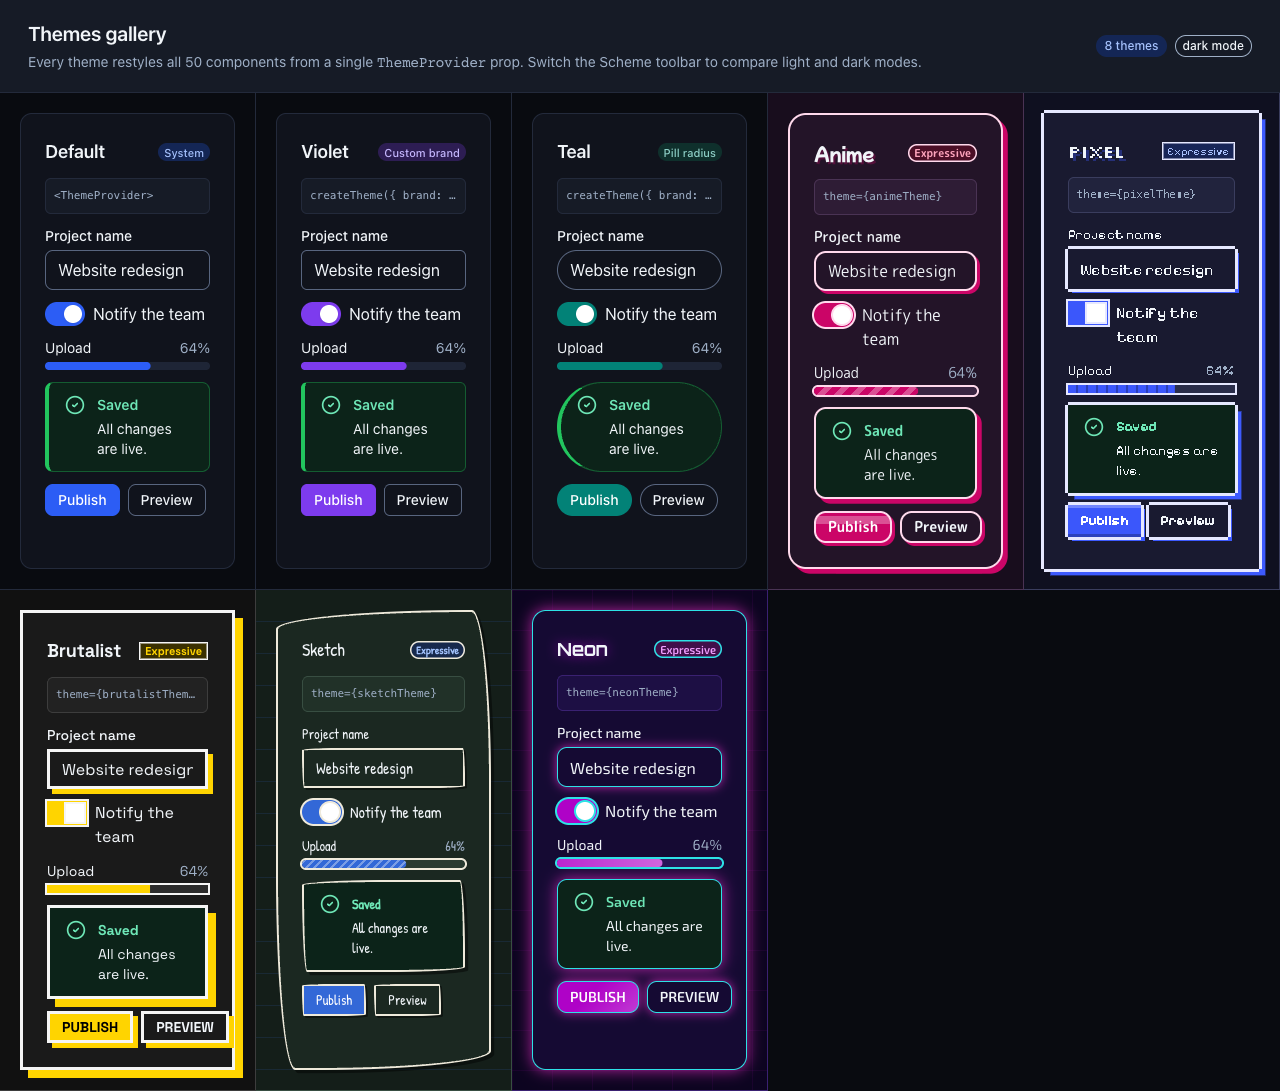 Themes gallery
Every theme restyles all 50 components from a single ThemeProvider prop. Switch the Scheme toolbar to compare light and dark modes.
8 themes
dark mode
Default
System
<ThemeProvider>
Project name
Website redesign
Notify the team
Upload
64%
Saved
All changes
are live.
Publish
Preview
Violet
Custom brand
createTheme({ brand: …
Project name
Website redesign
Notify the team
Upload
64%
Saved
All changes
are live.
Publish
Preview
Teal
Pill radius
createTheme({ brand: …
Project name
Website redesign
Notify the team
Upload
64%
Saved
All changes
are live.
Publish
Preview
Anime
Expressive
theme={animeTheme}
Project name
Website redesign
Notify the
team
Upload
64%
Saved
All changes
are live.
Publish
Preview
PIXEL
Expressive
theme={pixelTheme}
Project name
Website redesign
Notify the
team
Upload
64%
Saved
All changes are
live.
Publish
Preview
Brutalist
Expressive
theme={brutalistThem…
Project name
Website redesign
Notify the
team
Upload
64%
Saved
All changes
are live.
PUBLISH
PREVIEW
Sketch
Expressive
theme={sketchTheme}
Project name
Website redesign
Notify the team
Upload
64%
Saved
All changes are
live.
Publish
Preview
Neon
Expressive
theme={neonTheme}
Project name
Website redesign
Notify the team
Upload
64%
Saved
All changes are
live.
PUBLISH
PREVIEW